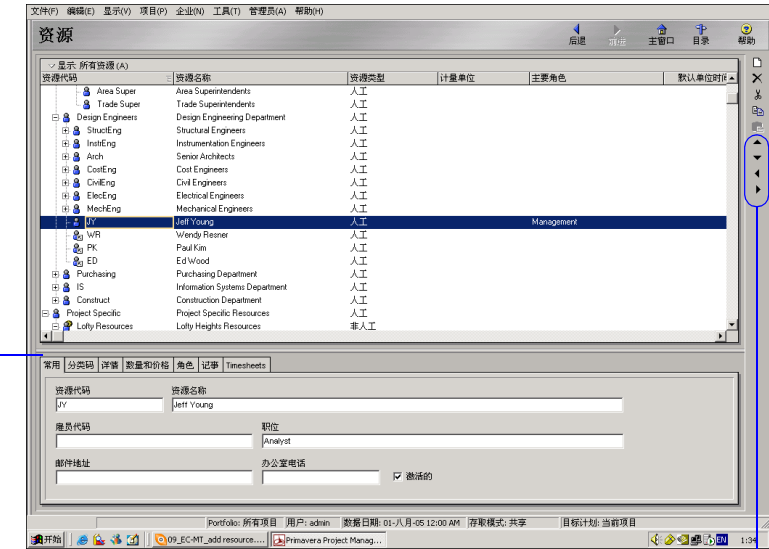 文件(F) 编辑(E) 显示(V) 项目(P) 企业(N) 工具(T) 管理员(A) 帮助(H)
资源
后退 前进 主窗口 目录 帮助
显示: 所有资源 (A)
资源代码 资源名称 资源类型 计量单位 主要角色 默认单位时间
Area Super Area Superintendents 人工
Trade Super Trade Superintendents 人工
Design Engineers Design Engineering Department 人工
StructEng Structural Engineers 人工
InstrEng Instrumentation Engineers 人工
Arch Senior Architects 人工
CostEng Cost Engineers 人工
CivilEng Civil Engineers 人工
ElecEng Electrical Engineers 人工
MechEng Mechanical Engineers 人工
JY Jeff Young 人工 Management
WR Wendy Resner 人工
PK Paul Kim 人工
ED Ed Wood 人工
Purchasing Purchasing Department 人工
IS Information Systems Department 人工
Construct Construction Department 人工
Project Specific Project Specific Resources 人工
Lofty Resources Lofty Heights Resources 非人工
常用 分类码 详情 数量和价格 角色 记事 Timesheets
资源代码 资源名称
JY Jeff Young
雇员代码 职位
Analyst
邮件地址 办公室电话
激活的
Portfolio: 所有项目 用户: admin 数据日期: 01-八月-05 12:00 AM 存取模式: 共享 目标计划: 当前项目
开始 09_EC-MT_add resource.... Primavera Project Manag... EN 1:34